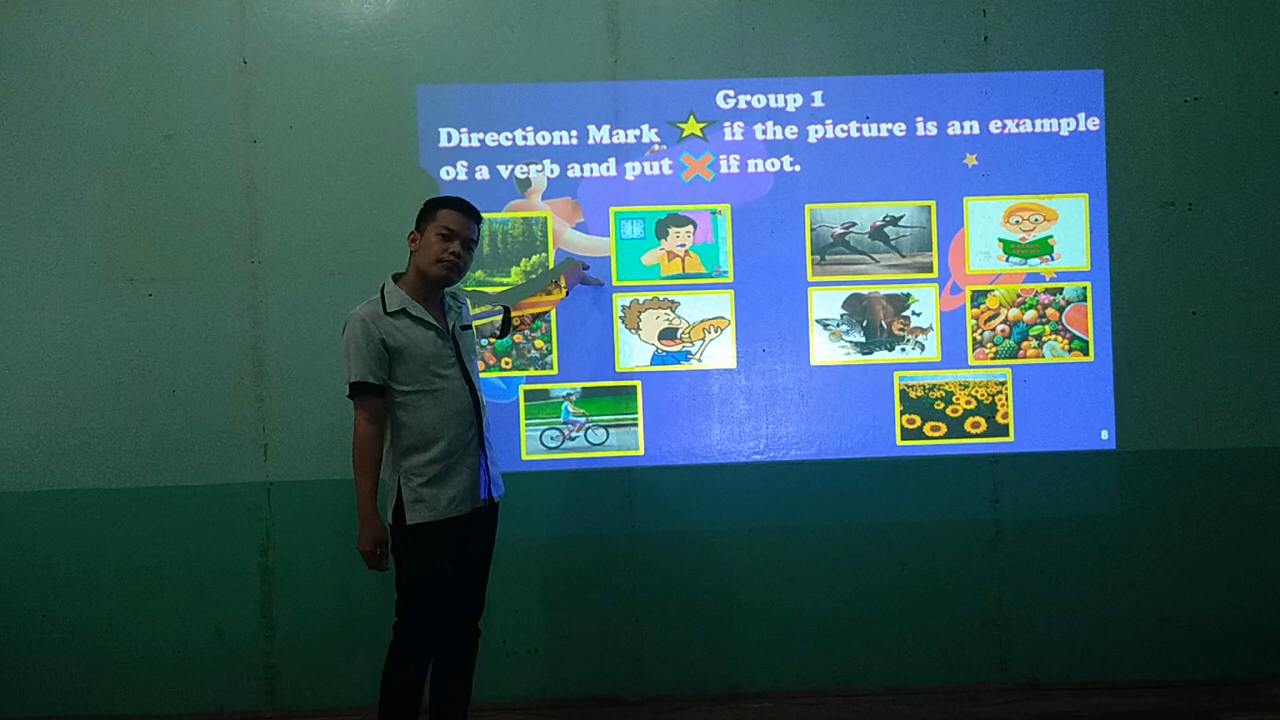 Group 1
Direction: Mark if the picture is an example
of a verb and put if not.
8